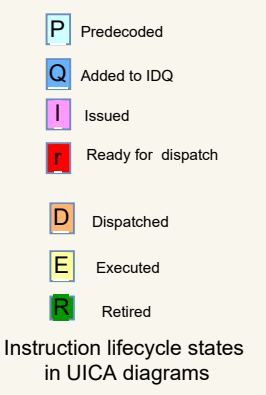 P Predecoded
Q Added to IDQ
I Issued
r Ready for dispatch
D Dispatched
E Executed
R Retired
Instruction lifecycle states
in UICA diagrams